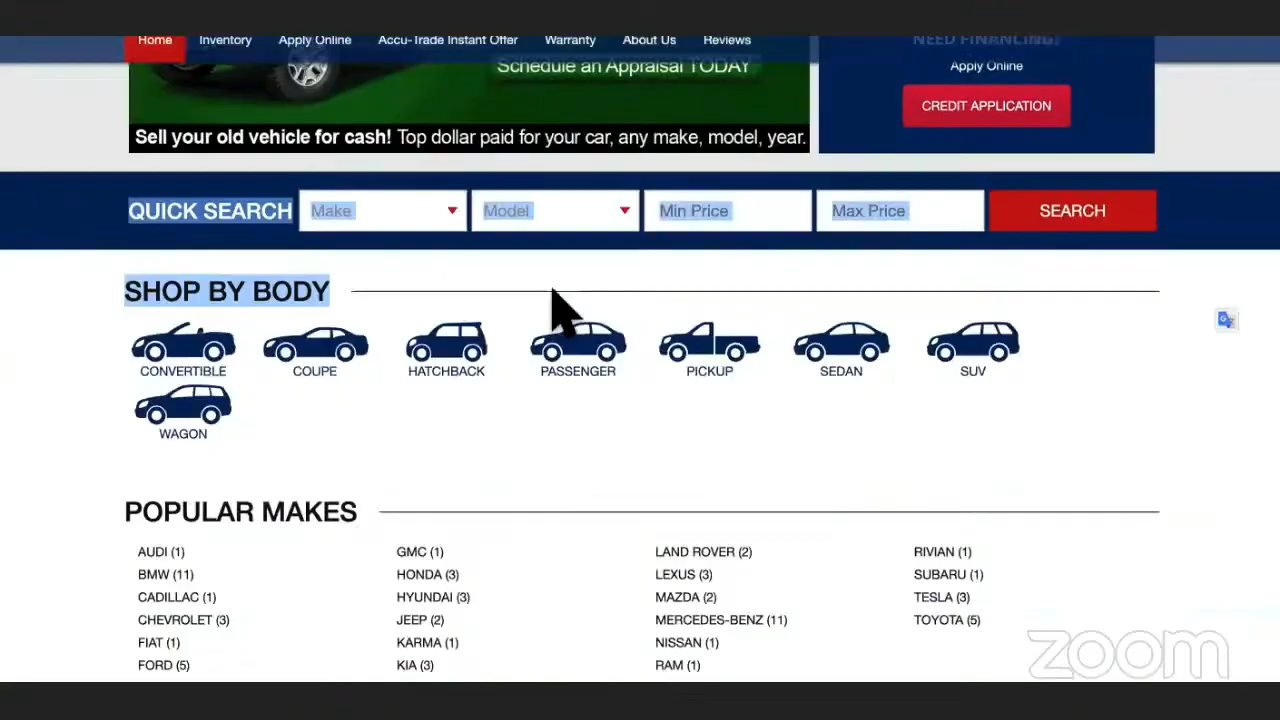 Home Inventory Apply Online Accu-Trade Instant Offer Warranty About Us Reviews
NEED FINANCING?
Schedule an Appraisal TODAY
Apply Online
CREDIT APPLICATION
Sell your old vehicle for cash! Top dollar paid for your car, any make, model, year.
QUICK SEARCH Make Model Min Price Max Price SEARCH
SHOP BY BODY
CONVERTIBLE COUPE HATCHBACK PASSENGER PICKUP SEDAN SUV
WAGON
POPULAR MAKES
AUDI (1) GMC (1) LAND ROVER (2) RIVIAN (1)
BMW (11) HONDA (3) LEXUS (3) SUBARU (1)
CADILLAC (1) HYUNDAI (3) MAZDA (2) TESLA (3)
CHEVROLET (3) JEEP (2) MERCEDES-BENZ (11) TOYOTA (5)
FIAT (1) KARMA (1) NISSAN (1)
FORD (5) KIA (3) RAM (1)
zoom